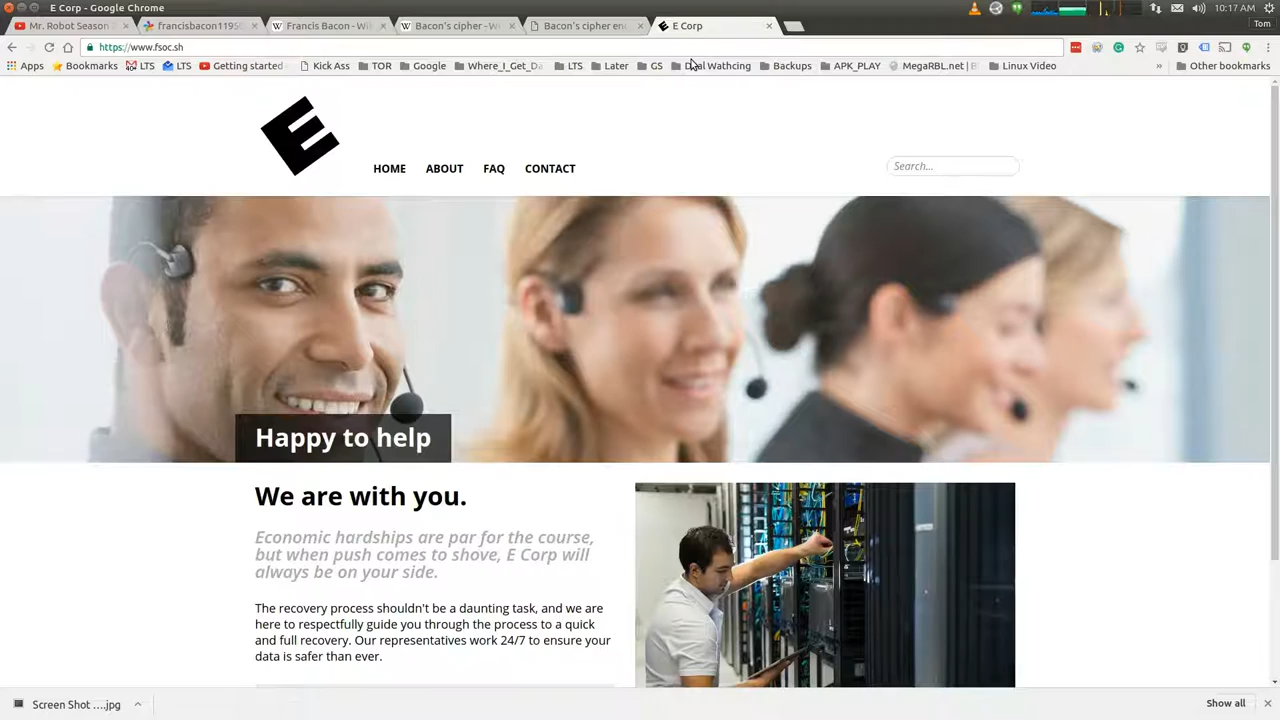 E Corp - Google Chrome
10:17 AM
Mr. Robot Season
francisbacon1195
Francis Bacon - Wi
Bacon's cipher - W
Bacon's cipher enc
E Corp
Tom
https://www.fsoc.sh
Apps
Bookmarks
LTS
LTS
Getting started
Kick Ass
TOR
Google
Where_I_Get_Da
LTS
Later
GS
Wathcing
Backups
APK_PLAY
MegaRBL.net | B
Linux Video
»
Other bookmarks
E
HOME ABOUT FAQ CONTACT
Search...
Happy to help
We are with you.
Economic hardships are par for the course,
but when push comes to shove, E Corp will
always be on your side.
The recovery process shouldn't be a daunting task, and we are
here to respectfully guide you through the process to a quick
and full recovery. Our representatives work 24/7 to ensure your
data is safer than ever.
Screen Shot ....jpg
Show all